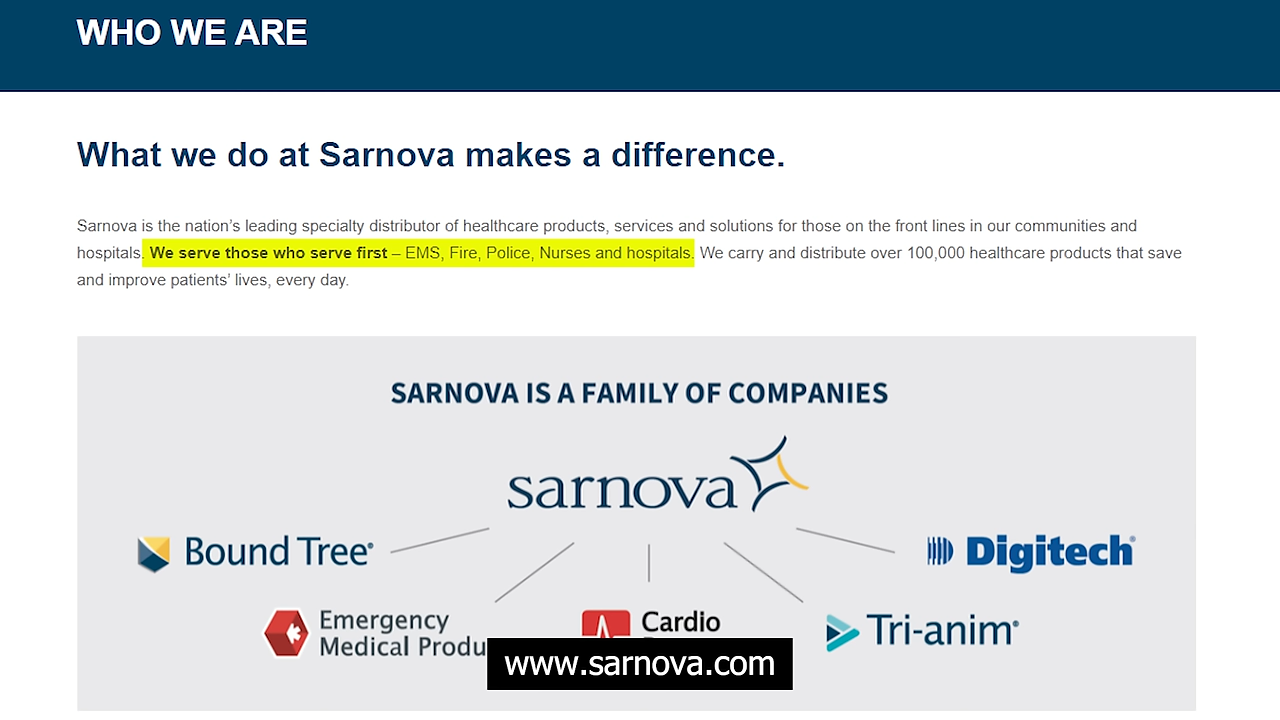 WHO WE ARE
What we do at Sarnova makes a difference.
Sarnova is the nation’s leading specialty distributor of healthcare products, services and solutions for those on the front lines in our communities and
hospitals. We serve those who serve first – EMS, Fire, Police, Nurses and hospitals. We carry and distribute over 100,000 healthcare products that save
and improve patients’ lives, every day.
SARNOVA IS A FAMILY OF COMPANIES
sarnova
Bound Tree®
Digitech®
Emergency
Medical Produ
Cardio
Tri-anim®
www.sarnova.com